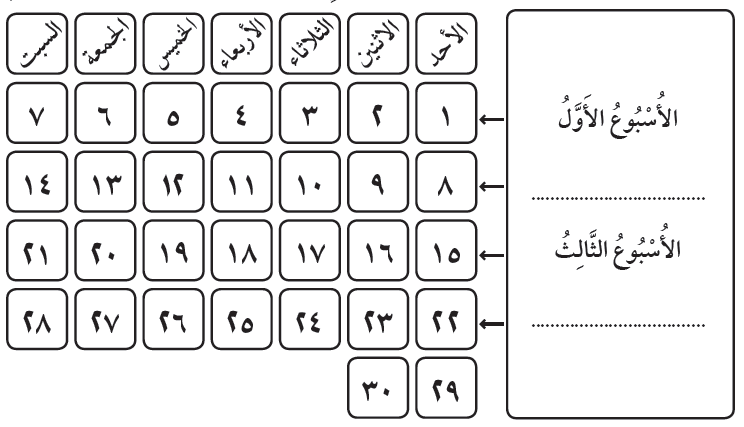 الأحد الاثنين الثلاثاء الأربعاء الخميس الجمعة السبت
الأُسْبُوعُ الأَوَّلُ
١ ٢ ٣ ٤ ٥ ٦ ٧
................................
٨ ٩ ١٠ ١١ ١٢ ١٣ ١٤
الأُسْبُوعُ الثَّالِثُ
١٥ ١٦ ١٧ ١٨ ١٩ ٢٠ ٢١
................................
٢٢ ٢٣ ٢٤ ٢٥ ٢٦ ٢٧ ٢٨
٢٩ ٣٠